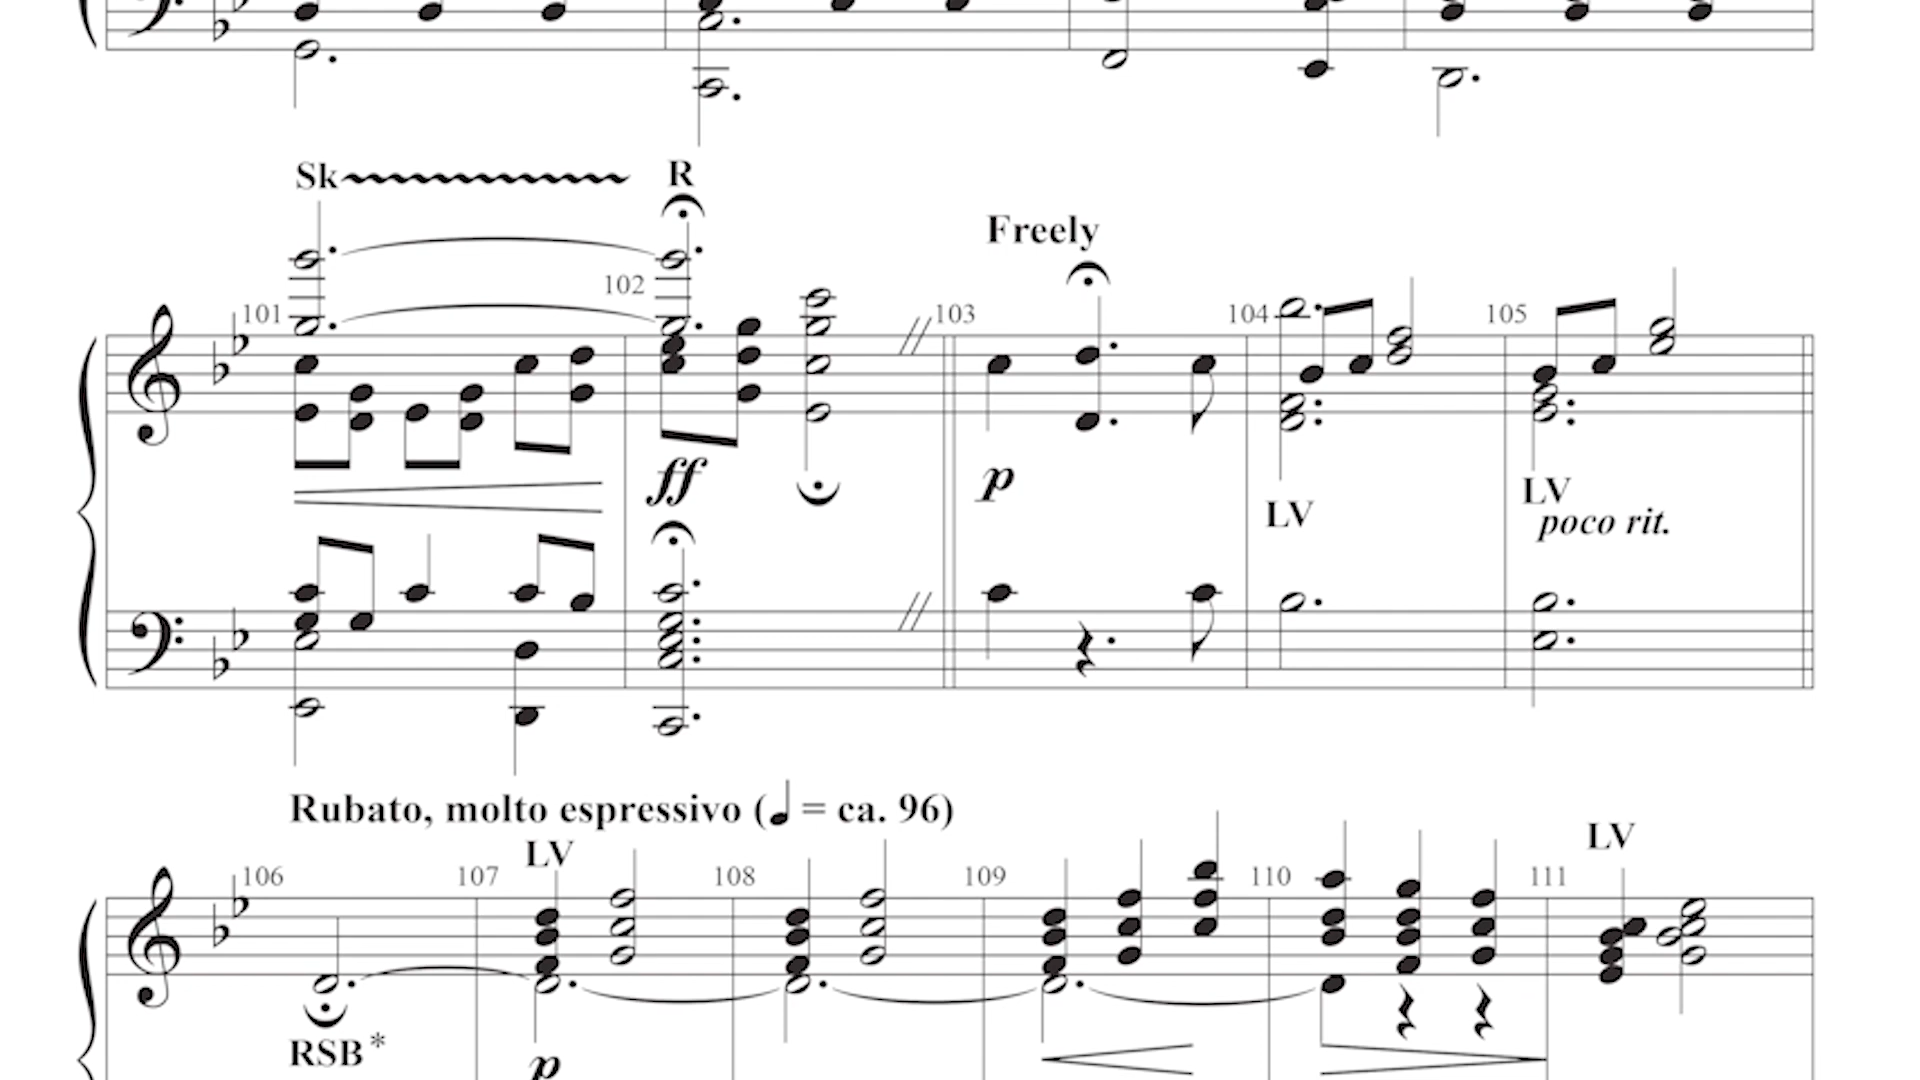 Sk R
Freely
101 102 103 104 105
ff p LV LV
poco rit.
Rubato, molto espressivo ( = ca. 96)
LV LV
106 107 108 109 110 111
RSB*
p